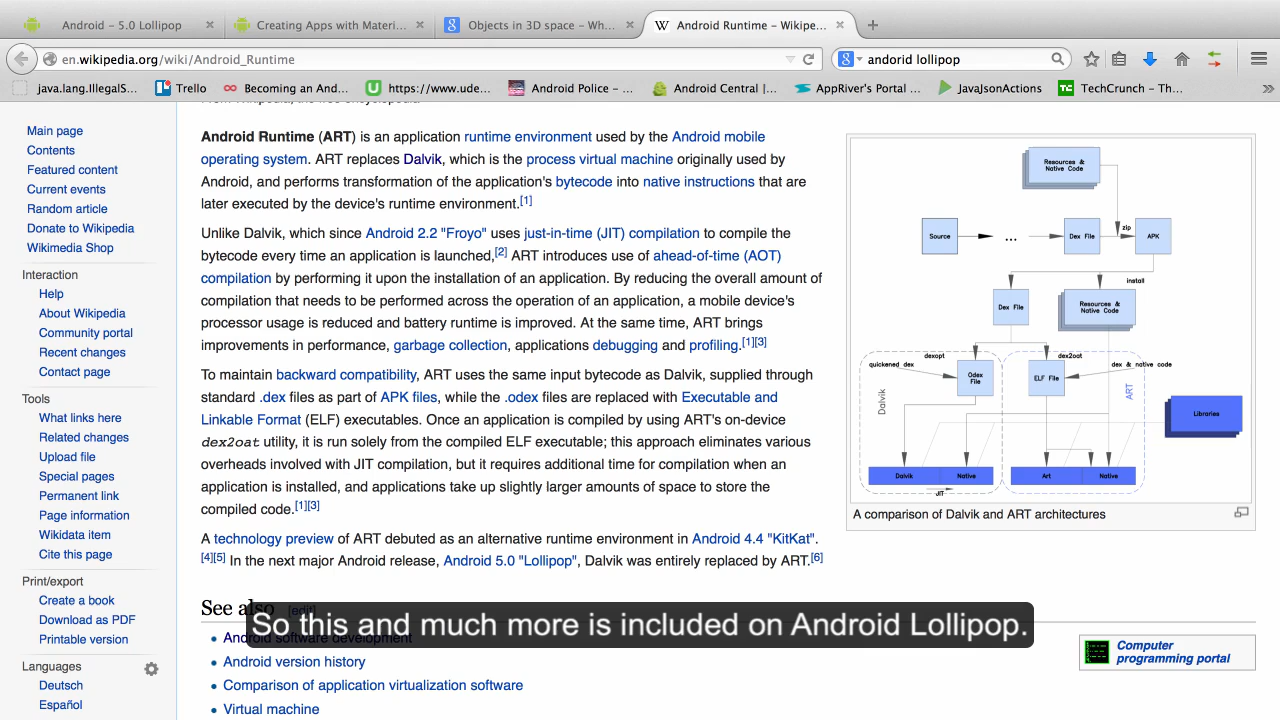 Android – 5.0 Lollipop
Creating Apps with Materi...
Objects in 3D space - Wh...
Android Runtime – Wikipe...
en.wikipedia.org/wiki/Android_Runtime
andorid lollipop
java.lang.IllegalS...
Trello
Becoming an And...
https://www.ude...
Android Police – ...
Android Central |...
AppRiver's Portal ...
JavaJsonActions
TechCrunch - Th...
Main page
Contents
Featured content
Current events
Random article
Donate to Wikipedia
Wikimedia Shop
Interaction
Help
About Wikipedia
Community portal
Recent changes
Contact page
Tools
What links here
Related changes
Upload file
Special pages
Permanent link
Page information
Wikidata item
Cite this page
Print/export
Create a book
Download as PDF
Printable version
Languages
Deutsch
Español
From Wikipedia, the free encyclopedia
Android Runtime (ART) is an application runtime environment used by the Android mobile
operating system. ART replaces Dalvik, which is the process virtual machine originally used by
Android, and performs transformation of the application's bytecode into native instructions that are
later executed by the device's runtime environment.[1]
Unlike Dalvik, which since Android 2.2 "Froyo" uses just-in-time (JIT) compilation to compile the
bytecode every time an application is launched,[2] ART introduces use of ahead-of-time (AOT)
compilation by performing it upon the installation of an application. By reducing the overall amount of
compilation that needs to be performed across the operation of an application, a mobile device's
processor usage is reduced and battery runtime is improved. At the same time, ART brings
improvements in performance, garbage collection, applications debugging and profiling.[1][3]
To maintain backward compatibility, ART uses the same input bytecode as Dalvik, supplied through
standard .dex files as part of APK files, while the .odex files are replaced with Executable and
Linkable Format (ELF) executables. Once an application is compiled by using ART's on-device
dex2oat utility, it is run solely from the compiled ELF executable; this approach eliminates various
overheads involved with JIT compilation, but it requires additional time for compilation when an
application is installed, and applications take up slightly larger amounts of space to store the
compiled code.[1][3]
A technology preview of ART debuted as an alternative runtime environment in Android 4.4 "KitKat".
[4][5] In the next major Android release, Android 5.0 "Lollipop", Dalvik was entirely replaced by ART.[6]
See also [edit]
Android software development
Android version history
Comparison of application virtualization software
Virtual machine
Resources &
Native Code
Source
...
Dex File
zip
APK
install
Dex File
Resources &
Native Code
dexopt
dex2oat
quickened dex
Odex
File
ELF File
dex & native code
Dalvik
ART
Libraries
Dalvik
Native
Art
Native
JIT
A comparison of Dalvik and ART architectures
Computer
programming portal
So this and much more is included on Android Lollipop.